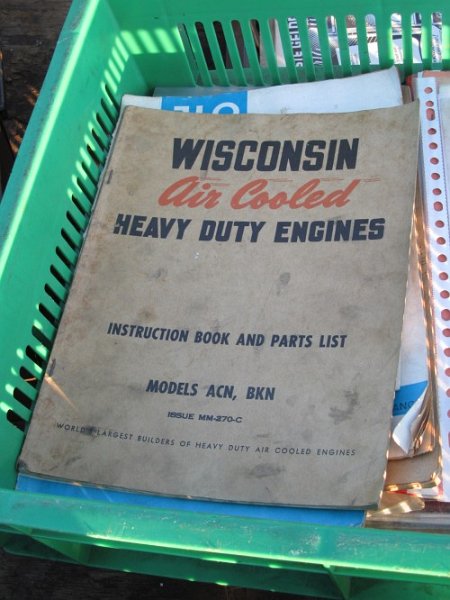 WISCONSIN
Air Cooled
HEAVY DUTY ENGINES
INSTRUCTION BOOK AND PARTS LIST
MODELS ACN, BKN
ISSUE MM-270-C
WORLD'S LARGEST BUILDERS OF HEAVY DUTY AIR COOLED ENGINES